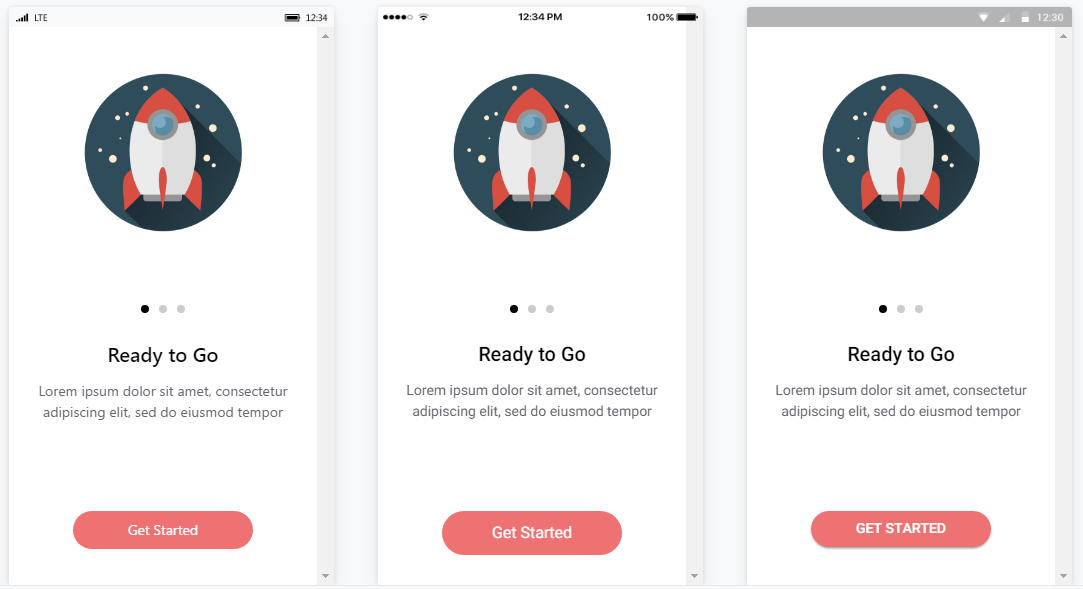 LTE 12:34
Ready to Go
Lorem ipsum dolor sit amet, consectetur
adipiscing elit, sed do eiusmod tempor
Get Started
12:34 PM 100%
Ready to Go
Lorem ipsum dolor sit amet, consectetur
adipiscing elit, sed do eiusmod tempor
Get Started
12:30
Ready to Go
Lorem ipsum dolor sit amet, consectetur
adipiscing elit, sed do eiusmod tempor
GET STARTED